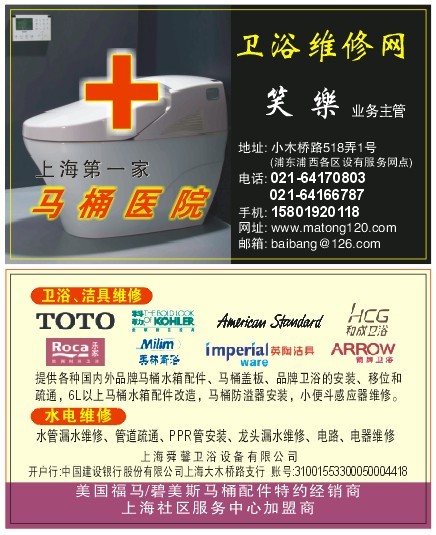 卫浴维修网
笑樂 业务主管
上海第一家
马桶医院
地址: 小木桥路518弄1号
(浦东浦西各区设有服务网点)
电话: 021-64170803
021-64166787
手机: 15801920118
网址: www.matong120.com
邮箱: baibang@126.com
卫浴、洁具维修
TOTO THE BOLD LOOK OF KOHLER American Standard HCG 和成卫浴
Roca Milim 美林卫浴 imperial ware 英陶洁具 ARROW 箭牌卫浴
提供各种国内外品牌马桶水箱配件、马桶盖板、品牌卫浴的安装、移位和
疏通，6L以上马桶水箱配件改造，马桶防溢器安装，小便斗感应器维修。
水电维修
水管漏水维修、管道疏通、PPR管安装、龙头漏水维修、电路、电器维修
上海舜馨卫浴设备有限公司
开户行:中国建设银行股份有限公司上海大木桥路支行 账号:31001553300050004418
美国福马/碧美斯马桶配件特约经销商
上海社区服务中心加盟商